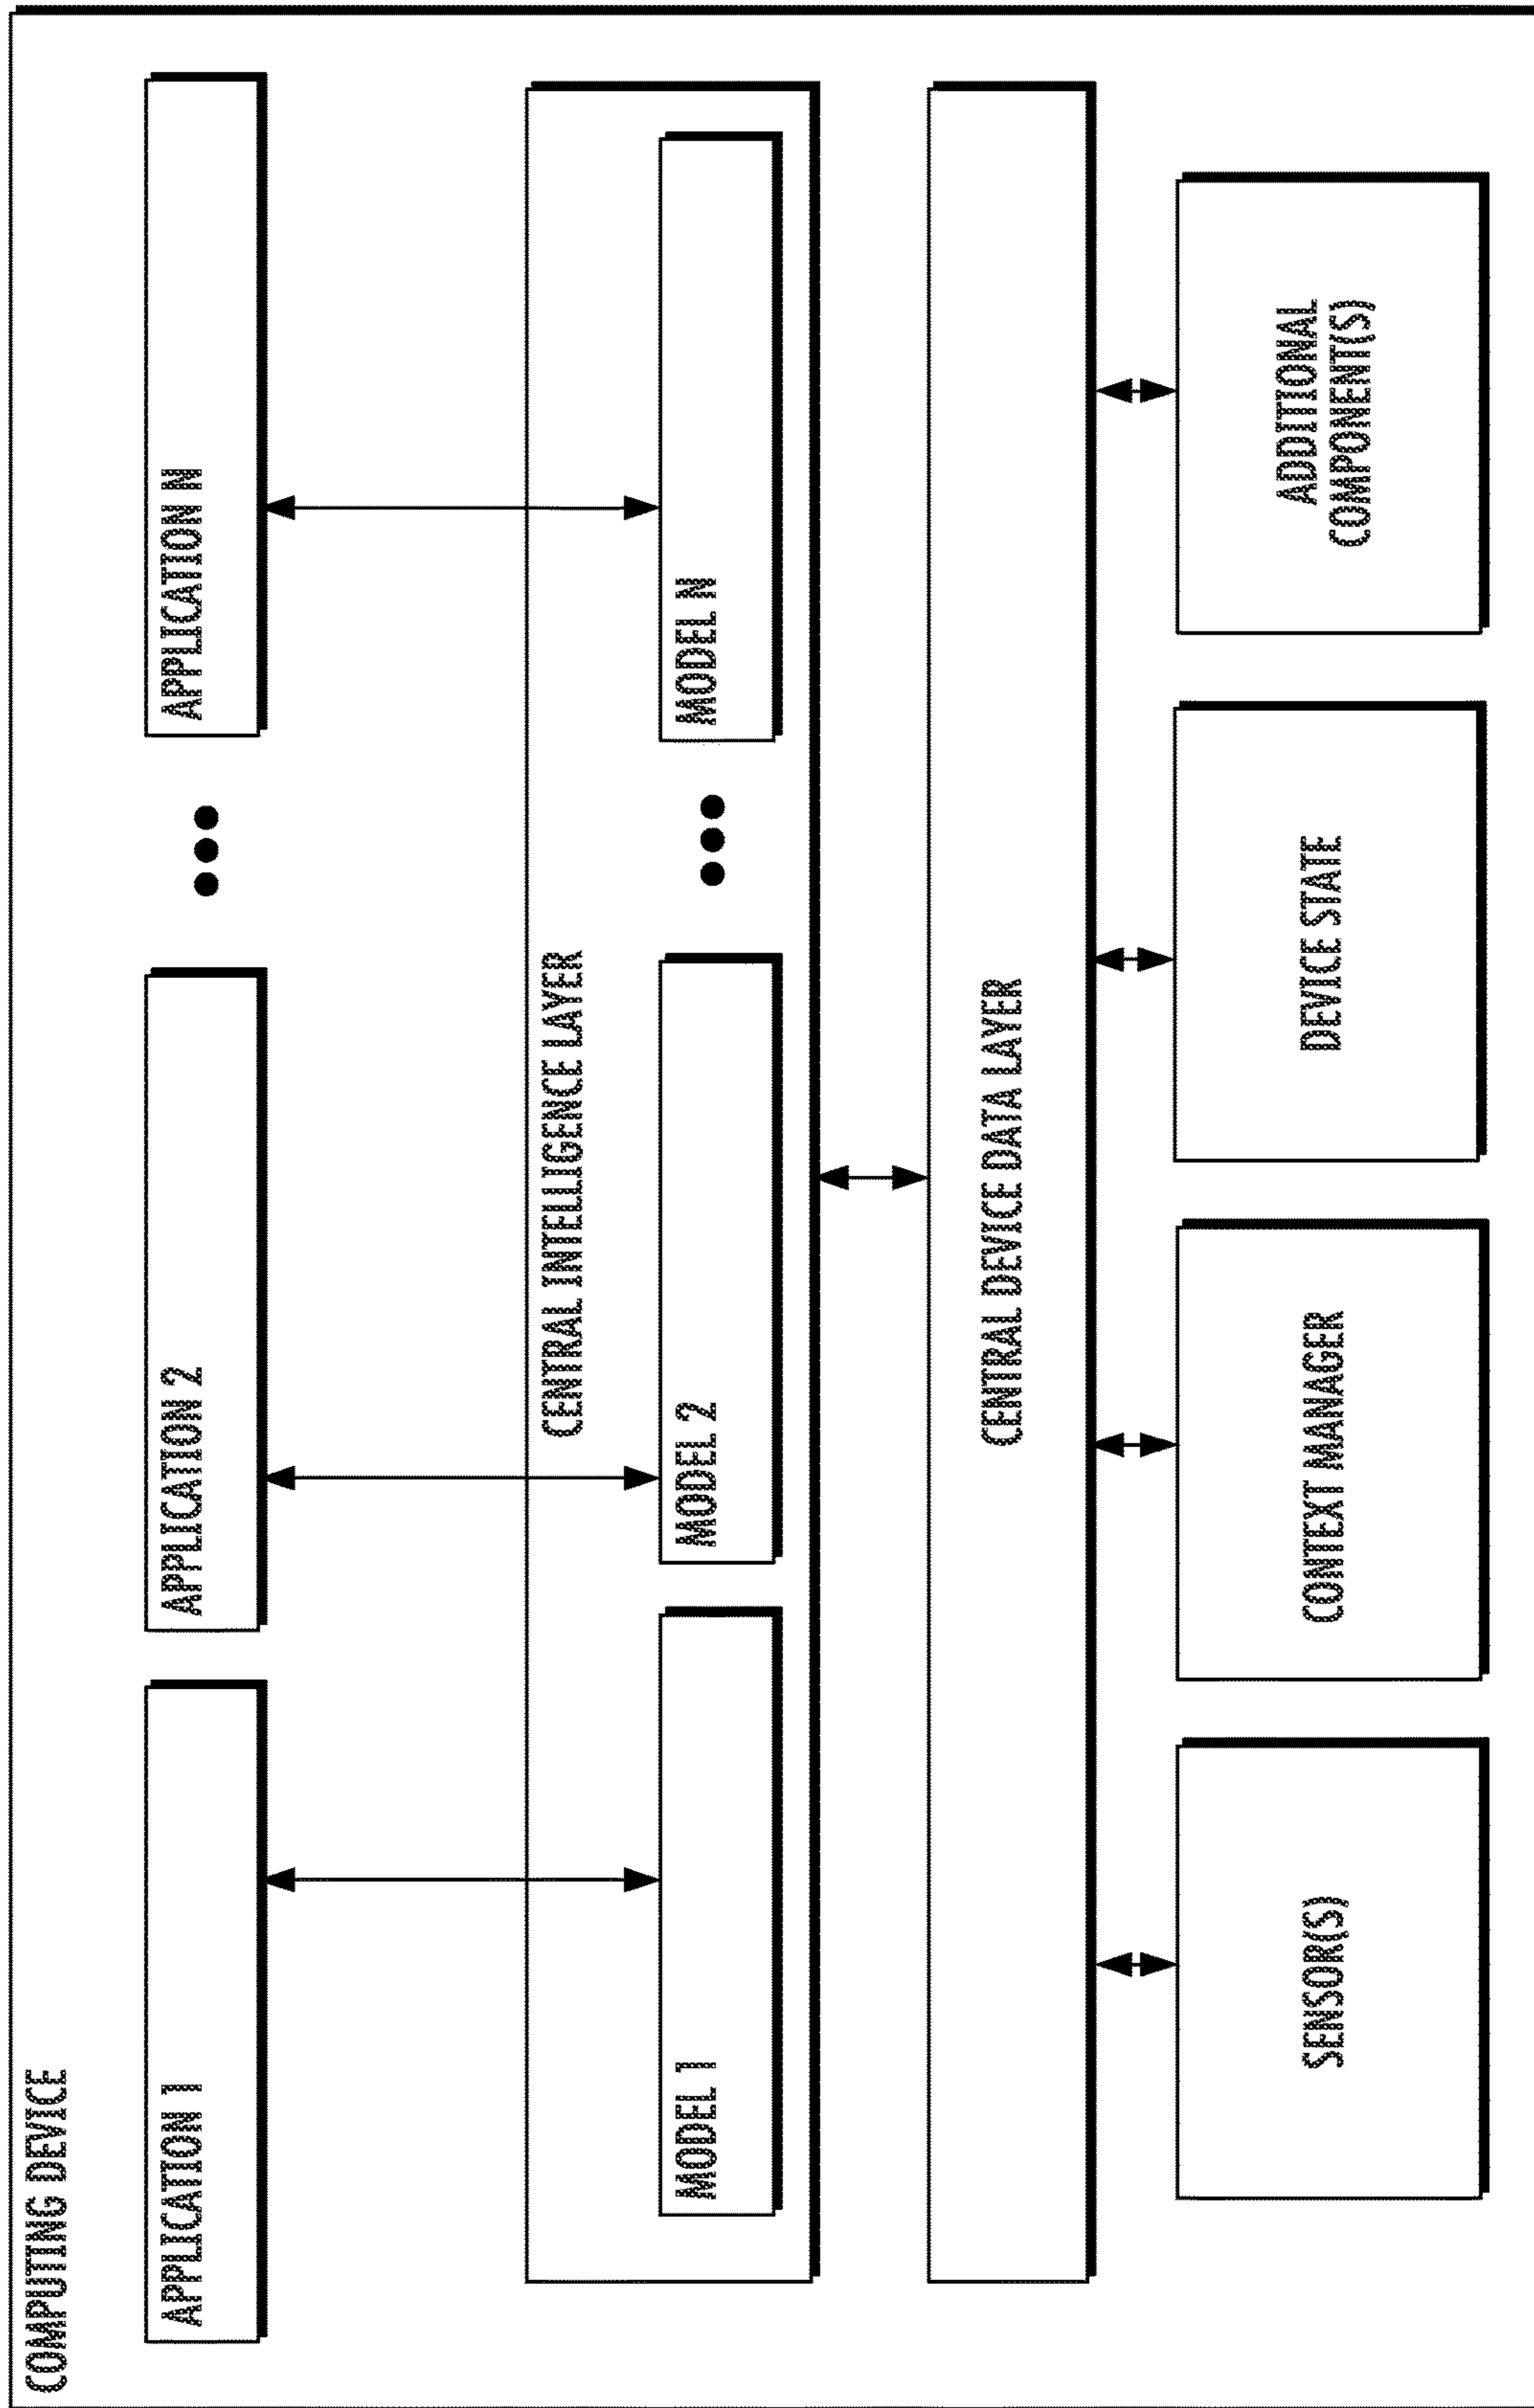 COMPUTING DEVICE
APPLICATION 1
APPLICATION 2
APPLICATION N
CENTRAL INTELLIGENCE LAYER
MODEL 1
MODEL 2
MODEL N
CENTRAL DEVICE DATA LAYER
SENSOR(S)
CONTEXT MANAGER
DEVICE STATE
ADDITIONAL
COMPONENT(S)